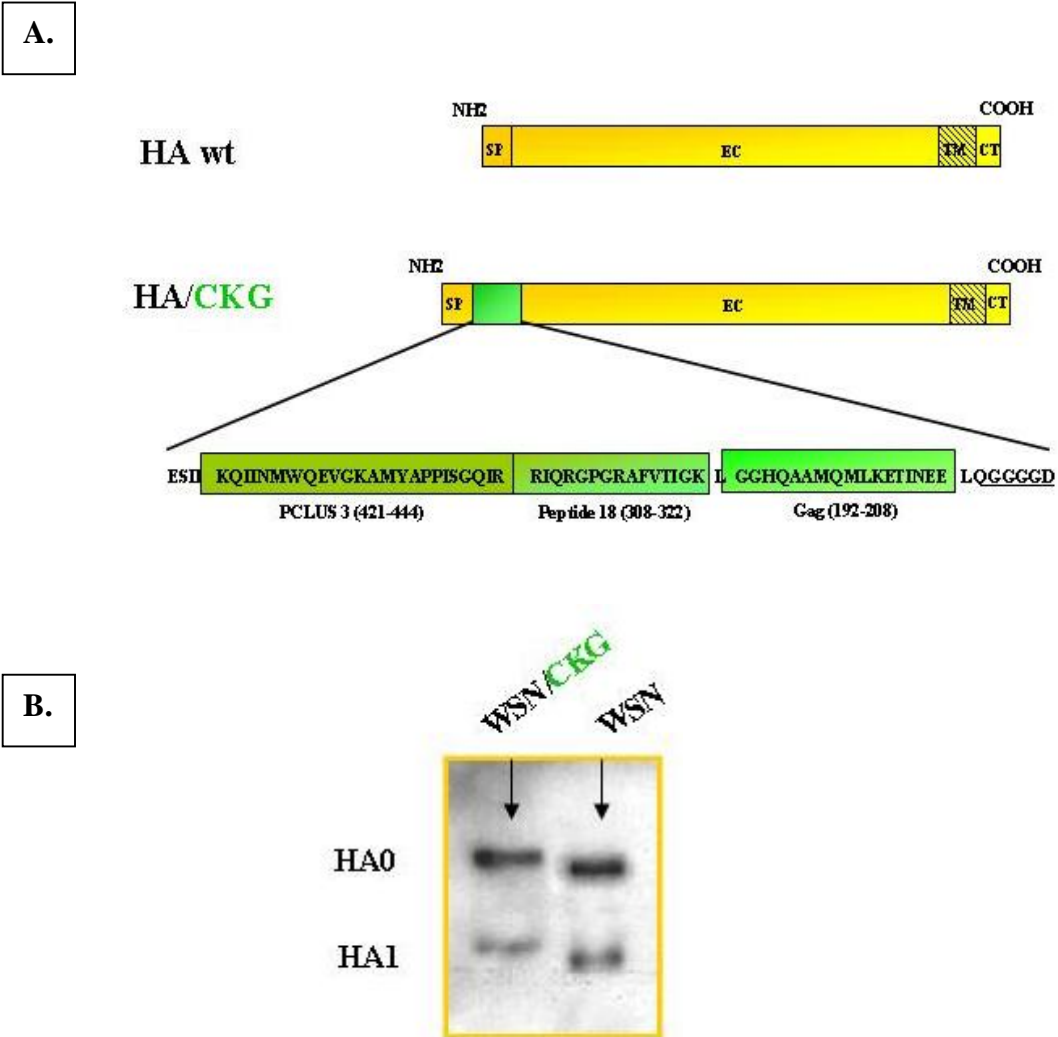 A.
NH2 COOH
HA wt SP EC TM CT
NH2 COOH
HA/CKG SP EC TM CT
ESII KQIINMWQEVGKAMYAPPISGQIR RIQRGPGRAFVTIGK L GGHQAAMQMLKETINEE LQGGGGD
PCLUS 3 (421-444) Peptide 18 (308-322) Gag (192-208)
B.
WSN/CKG WSN
HA0
HA1